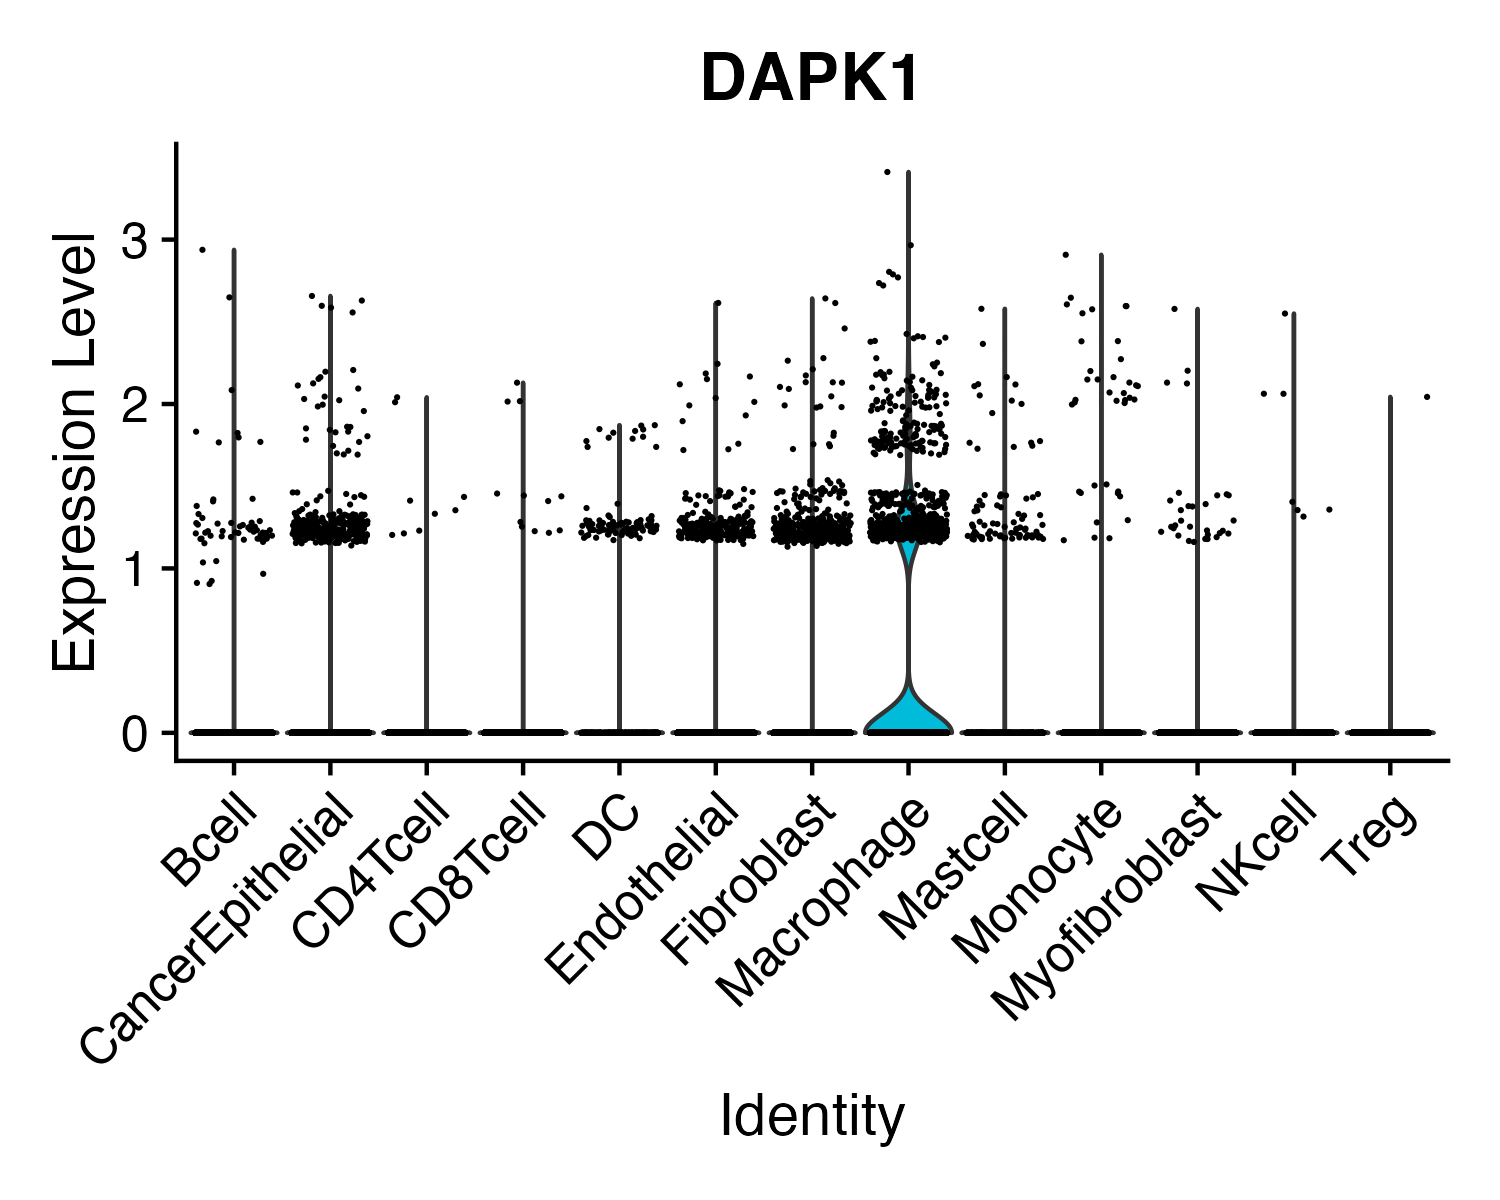 DAPK1
Expression Level
3
2
1
0
Bcell
CancerEpithelial
CD4Tcell
CD8Tcell
DC
Endothelial
Fibroblast
Macrophage
Mastcell
Monocyte
Myofibroblast
NKcell
Treg
Identity